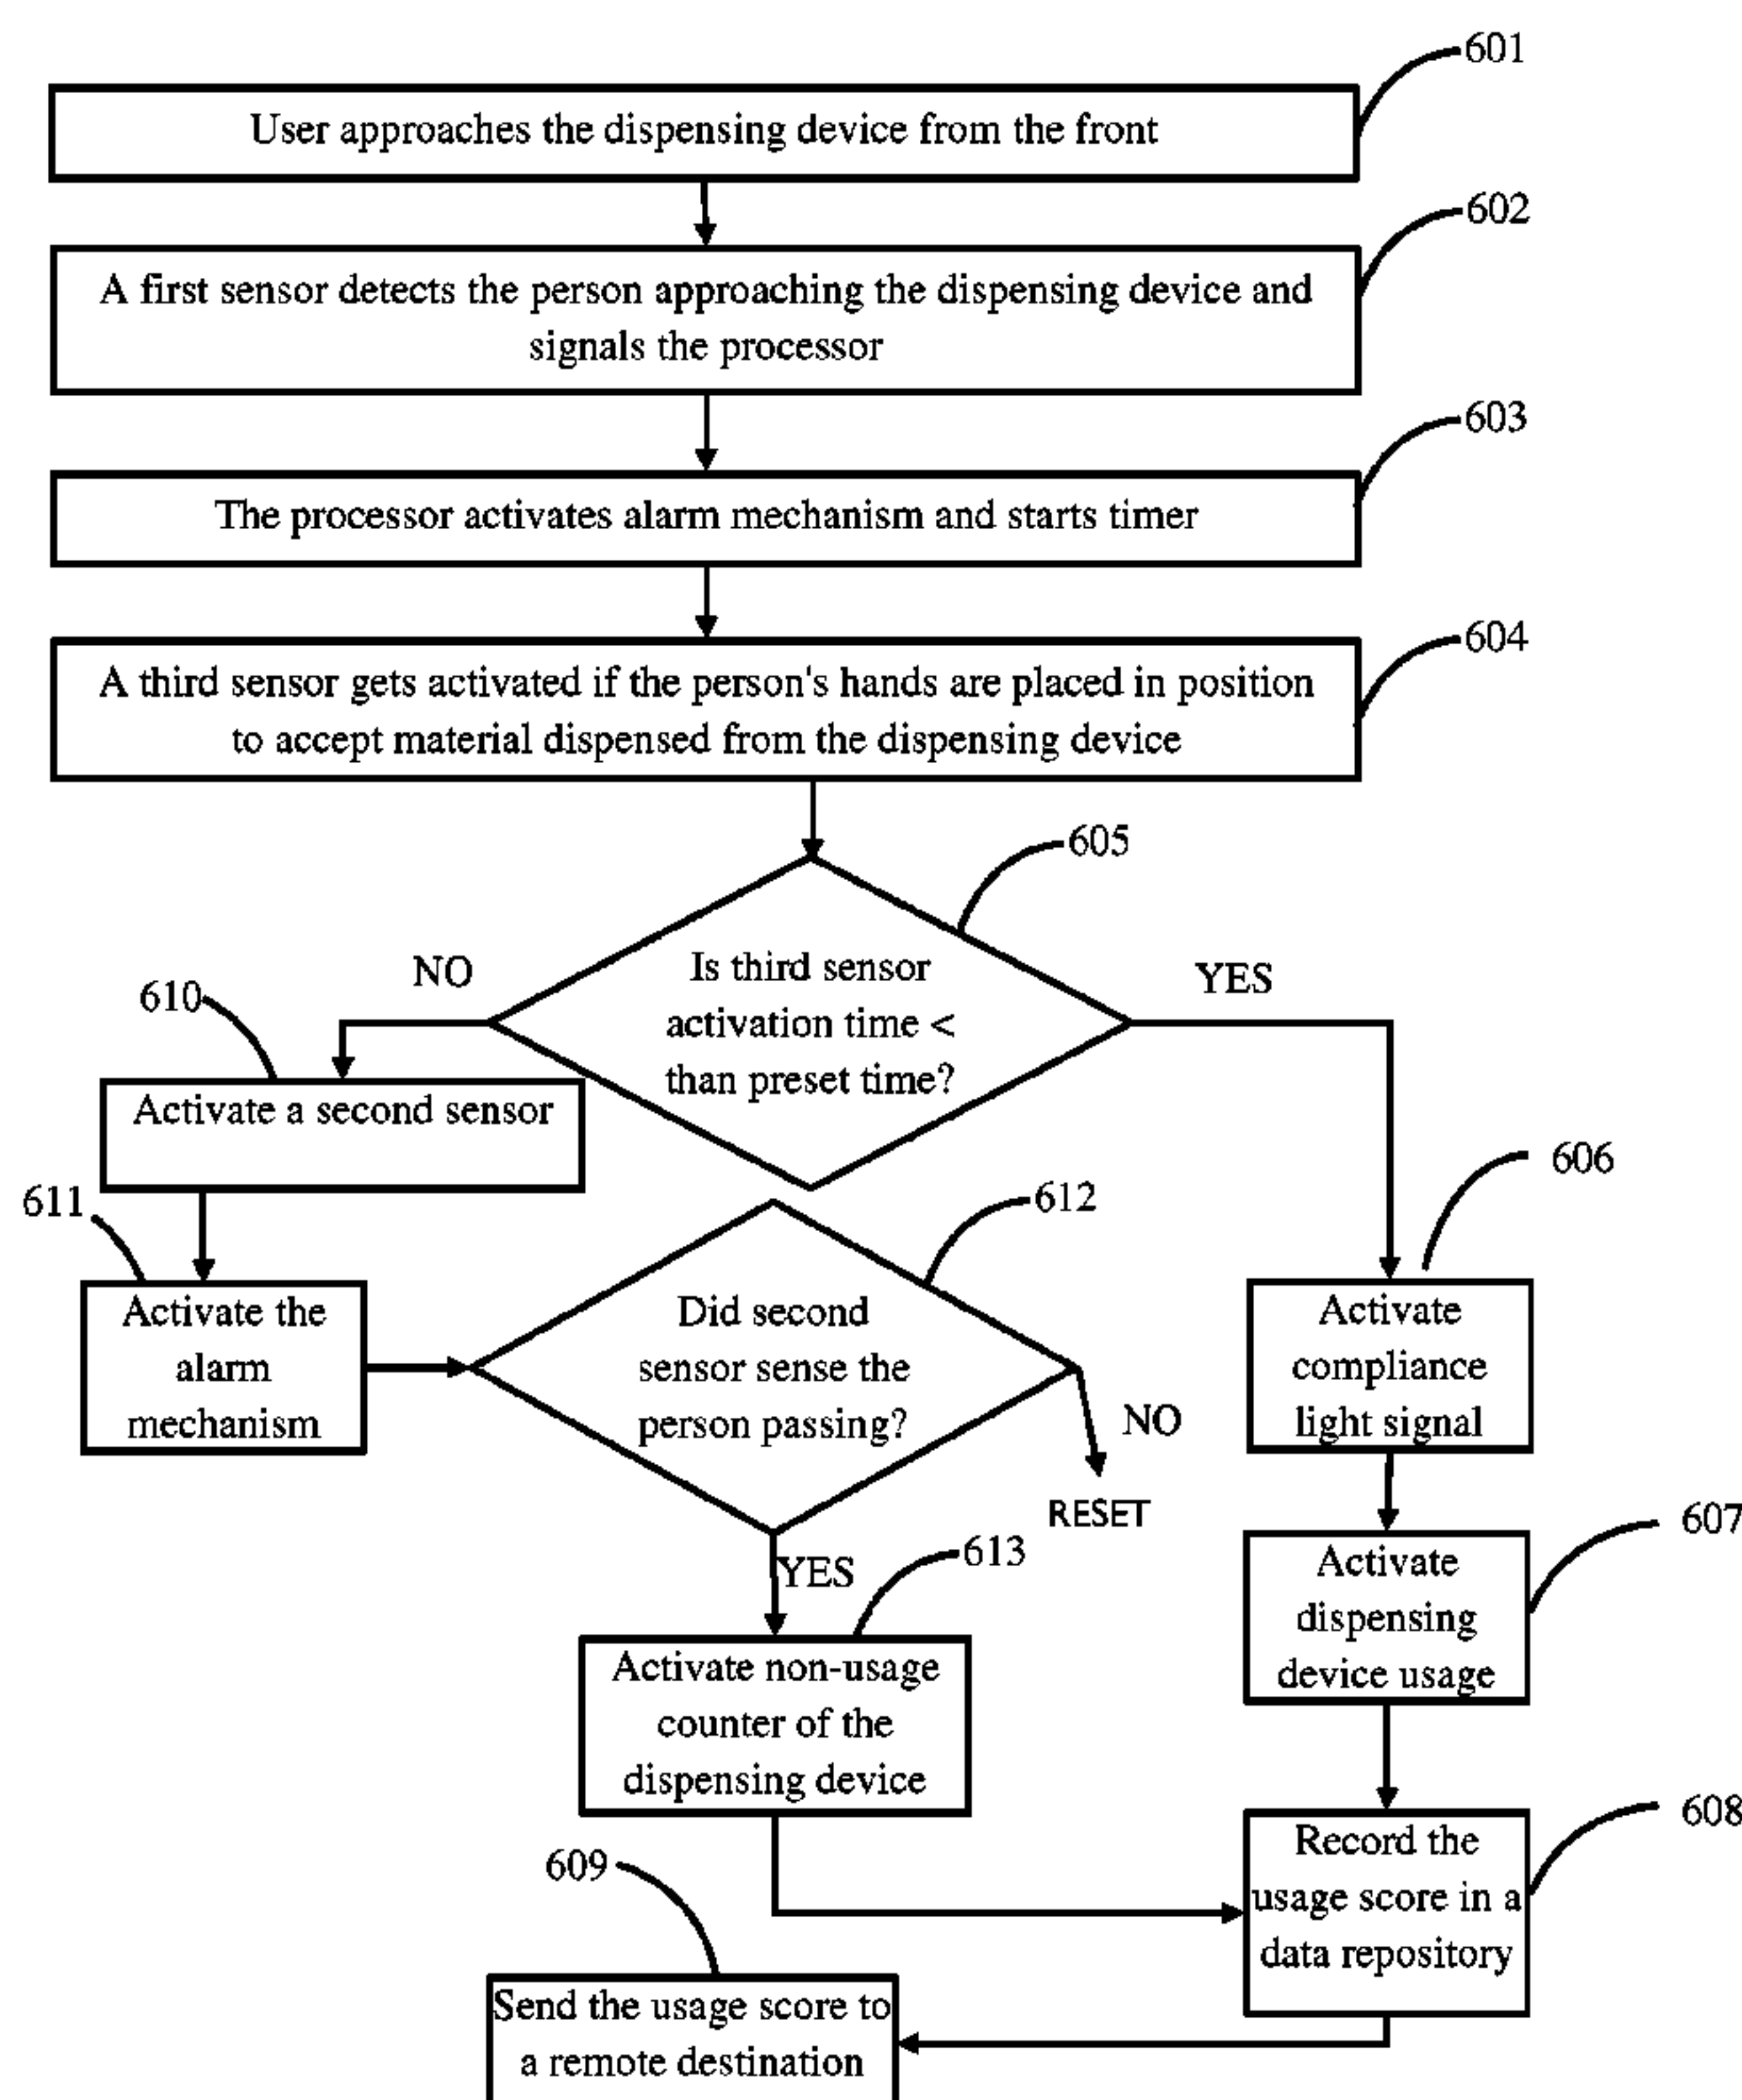 601
User approaches the dispensing device from the front
602
A first sensor detects the person approaching the dispensing device and
signals the processor
603
The processor activates alarm mechanism and starts timer
604
A third sensor gets activated if the person's hands are placed in position
to accept material dispensed from the dispensing device
605
NO
Is third sensor
activation time <
than preset time?
YES
610
Activate a second sensor
606
611
612
Activate the
alarm
mechanism
Did second
sensor sense the
person passing?
NO
RESET
Activate
compliance
light signal
607
YES
613
Activate
dispensing
device usage
Activate non-usage
counter of the
dispensing device
608
Record the
usage score in a
data repository
609
Send the usage score to
a remote destination